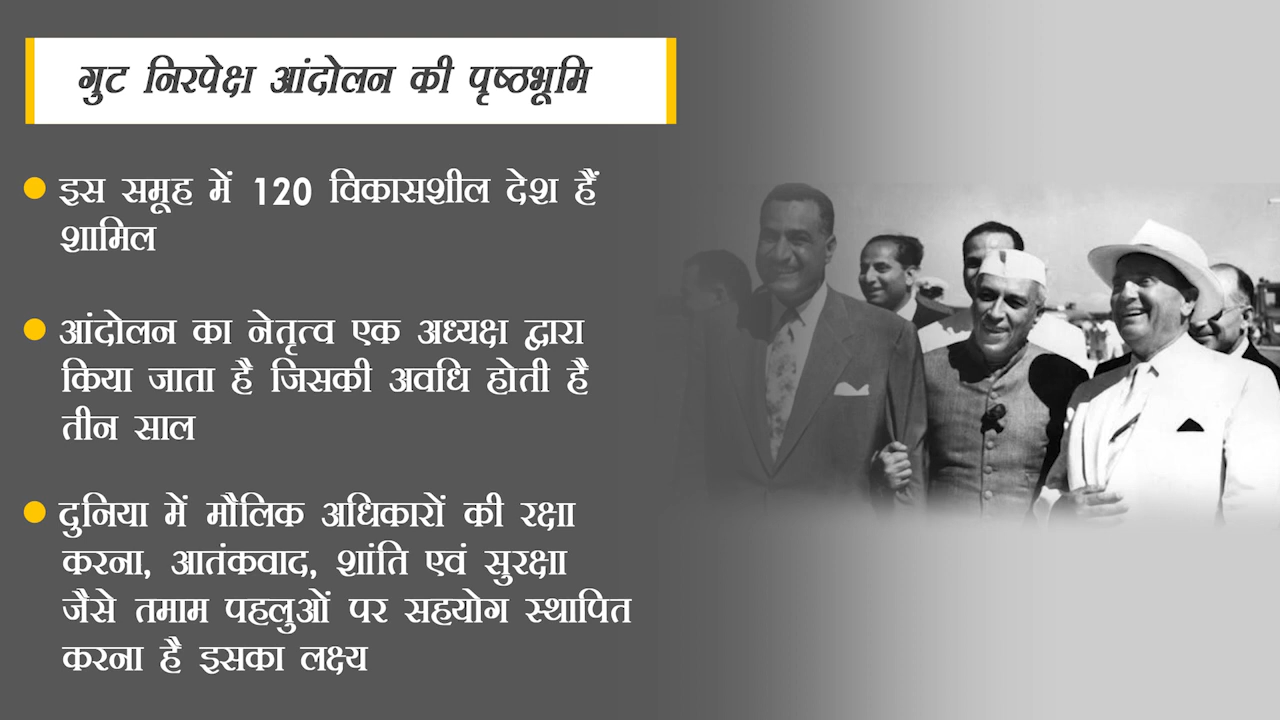 गुट निरपेक्ष आंदोलन की पृष्ठभूमि
इस समूह में 120 विकासशील देश हैं
शामिल
आंदोलन का नेतृत्व एक अध्यक्ष द्वारा
किया जाता है जिसकी अवधि होती है
तीन साल
दुनिया में मौलिक अधिकारों की रक्षा
करना, आतंकवाद, शांति एवं सुरक्षा
जैसे तमाम पहलुओं पर सहयोग स्थापित
करना है इसका लक्ष्य